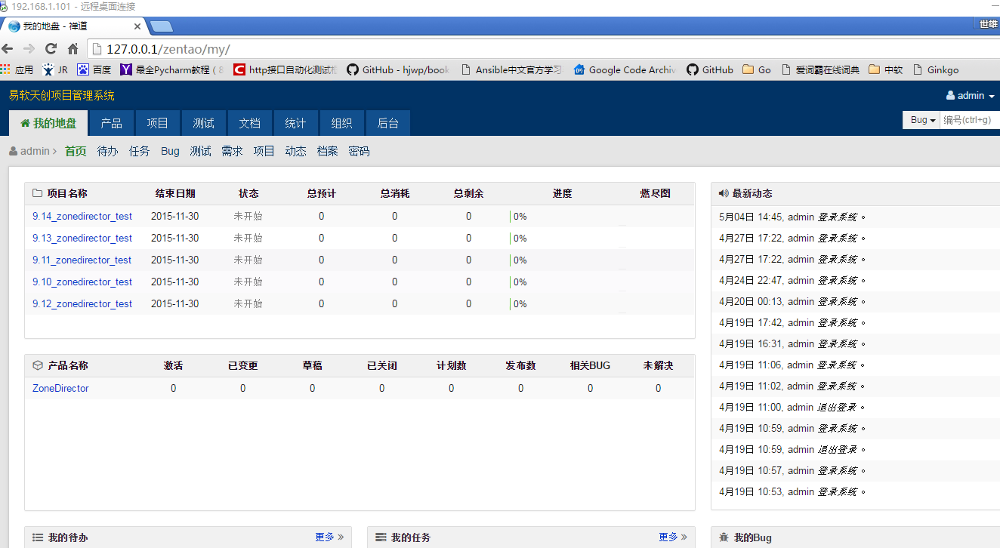 192.168.1.101 - 远程桌面连接
我的地盘 - 禅道
世雄
127.0.0.1/zentao/my/
应用 JR 百度 最全Pycharm教程（8 http接口自动化测试框 GitHub - hjwp/book Ansible中文官方学习 Google Code Archiv GitHub Go 爱词霸在线词典 中软 Ginkgo
易软天创项目管理系统 admin
我的地盘 产品 项目 测试 文档 统计 组织 后台 Bug 编号(ctrl+g)
admin > 首页 待办 任务 Bug 测试 需求 项目 动态 档案 密码
项目名称 结束日期 状态 总预计 总消耗 总剩余 进度 燃尽图
9.14_zonedirector_test 2015-11-30 未开始 0 0 0 0%
9.13_zonedirector_test 2015-11-30 未开始 0 0 0 0%
9.11_zonedirector_test 2015-11-30 未开始 0 0 0 0%
9.10_zonedirector_test 2015-11-30 未开始 0 0 0 0%
9.12_zonedirector_test 2015-11-30 未开始 0 0 0 0%
产品名称 激活 已变更 草稿 已关闭 计划数 发布数 相关BUG 未解决
ZoneDirector 0 0 0 0 0 0 0 0
最新动态
5月04日 14:45, admin 登录系统。
4月27日 17:22, admin 登录系统。
4月27日 17:22, admin 登录系统。
4月24日 22:47, admin 登录系统。
4月20日 00:13, admin 登录系统。
4月19日 17:42, admin 登录系统。
4月19日 16:31, admin 登录系统。
4月19日 11:06, admin 登录系统。
4月19日 11:02, admin 登录系统。
4月19日 11:00, admin 退出登录。
4月19日 10:59, admin 登录系统。
4月19日 10:59, admin 退出登录。
4月19日 10:57, admin 登录系统。
4月19日 10:53, admin 登录系统。
我的待办 更多 »
我的任务 更多 »
我的Bug